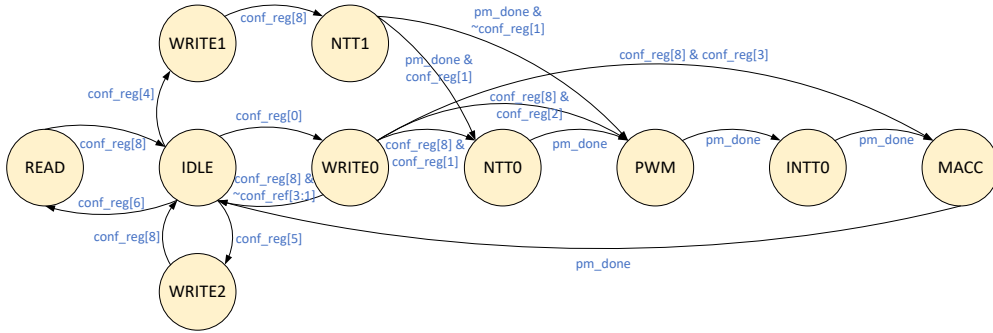 conf_reg[8]
pm_done &
~conf_reg[1]
WRITE1
NTT1
pm_done &
conf_reg[1]
conf_reg[8] & conf_reg[3]
conf_reg[4]
conf_reg[8] &
conf_reg[2]
conf_reg[0]
conf_reg[8]
conf_reg[8] &
conf_reg[1]
pm_done
pm_done
pm_done
READ
IDLE
WRITE0
NTT0
PWM
INTT0
MACC
conf_reg[8] &
~conf_ref[3:1]
conf_reg[6]
conf_reg[8]
conf_reg[5]
pm_done
WRITE2